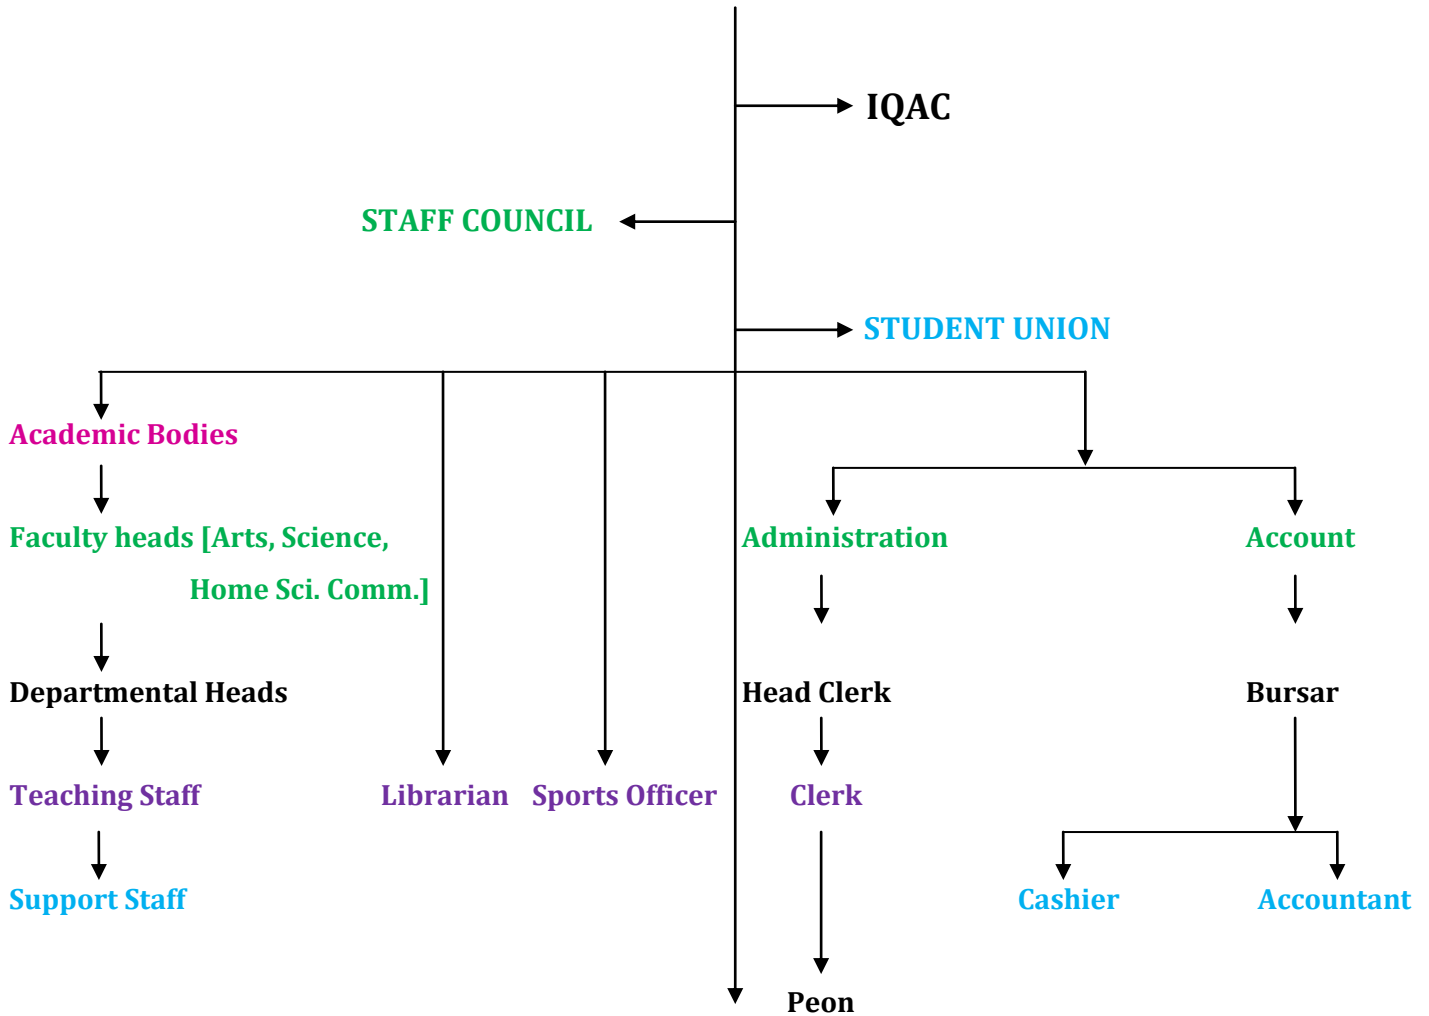 IQAC
STAFF COUNCIL
STUDENT UNION
Academic Bodies
Faculty heads [Arts, Science,
Home Sci. Comm.]
Administration
Account
Departmental Heads
Head Clerk
Bursar
Teaching Staff
Librarian
Sports Officer
Clerk
Support Staff
Cashier
Accountant
Peon